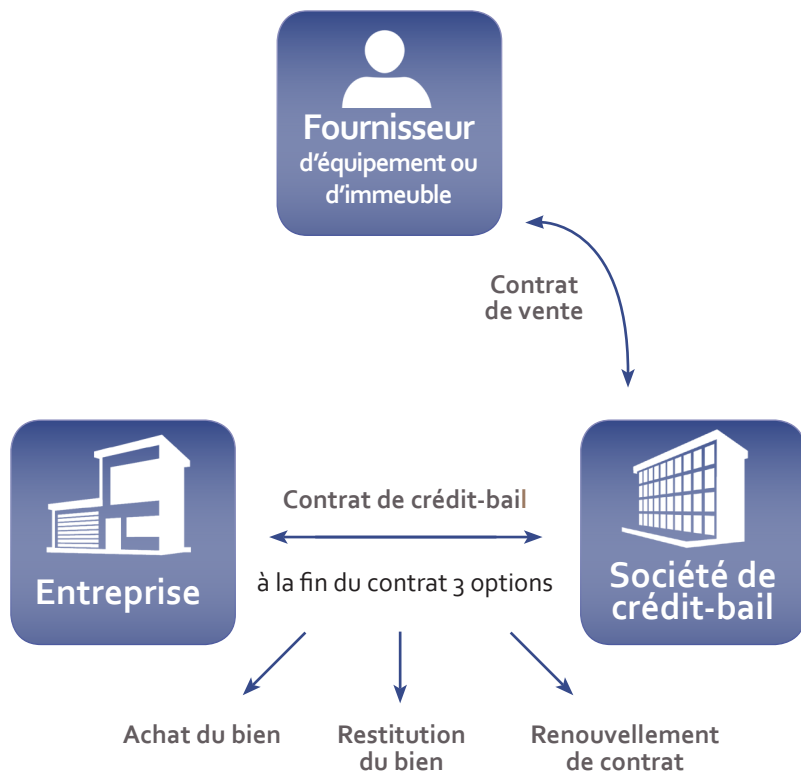 Fournisseur
d'équipement ou
d'immeuble
Contrat
de vente
Contrat de crédit-bail
Entreprise
à la fin du contrat 3 options
Société de
crédit-bail
Achat du bien
Restitution
du bien
Renouvellement
de contrat